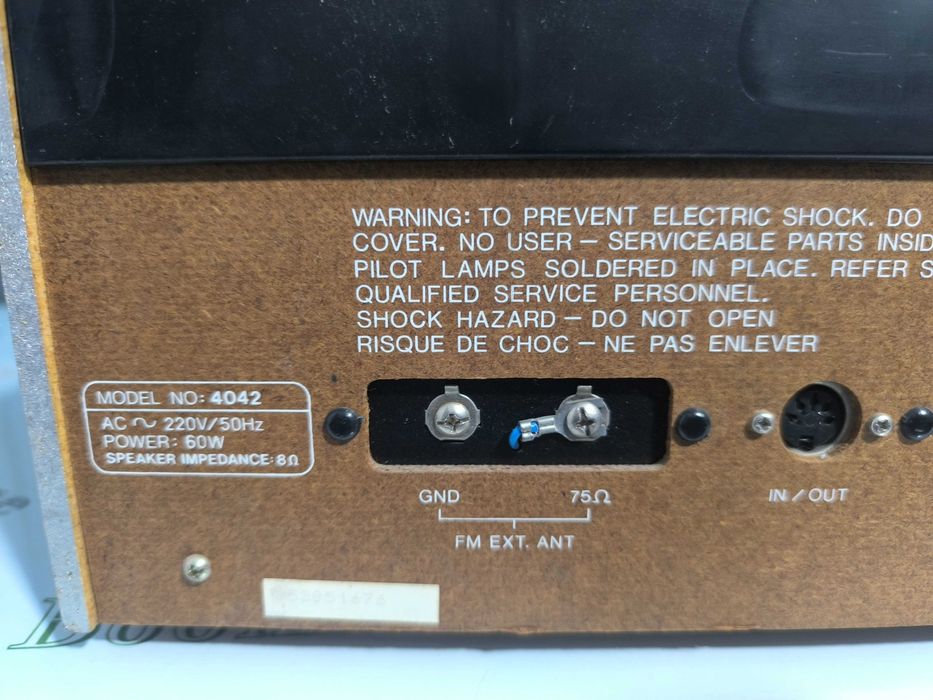 WARNING: TO PREVENT ELECTRIC SHOCK. DO
COVER. NO USER – SERVICEABLE PARTS INSID
PILOT LAMPS SOLDERED IN PLACE. REFER S
QUALIFIED SERVICE PERSONNEL.
SHOCK HAZARD – DO NOT OPEN
RISQUE DE CHOC – NE PAS ENLEVER
MODEL NO: 4042
AC ~ 220V/50Hz
POWER: 60W
SPEAKER IMPEDANCE: 8Ω
GND 75Ω
FM EXT. ANT
IN / OUT